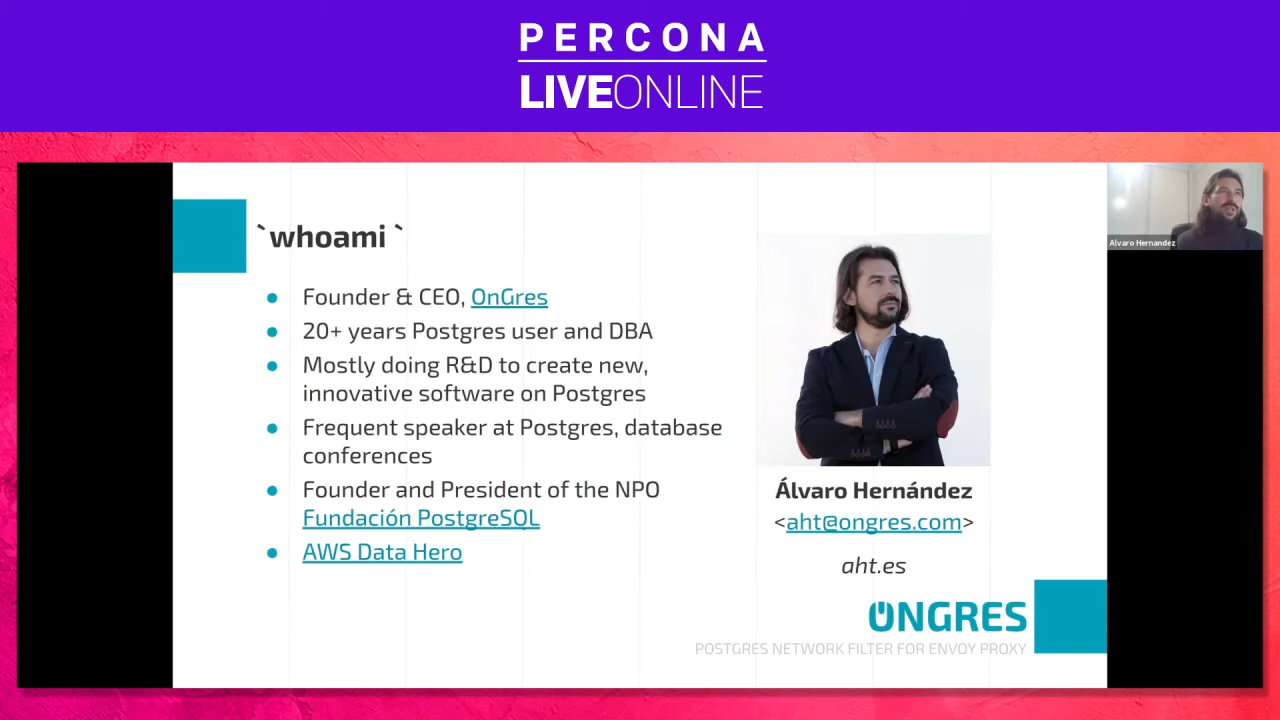 PERCONA
LIVEONLINE
`whoami `
Founder & CEO, OnGres
20+ years Postgres user and DBA
Mostly doing R&D to create new,
innovative software on Postgres
Frequent speaker at Postgres, database
conferences
Founder and President of the NPO
Fundación PostgreSQL
AWS Data Hero
Álvaro Hernández
<aht@ongres.com>
aht.es
ONGRES
POSTGRES NETWORK FILTER FOR ENVOY PROXY
Alvaro Hernandez